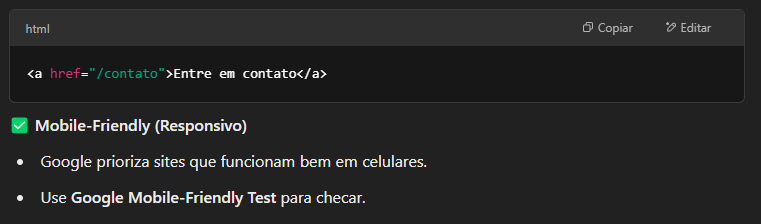 html Copiar Editar
<a href="/contato">Entre em contato</a>
✅ Mobile-Friendly (Responsivo)
• Google prioriza sites que funcionam bem em celulares.
• Use Google Mobile-Friendly Test para checar.